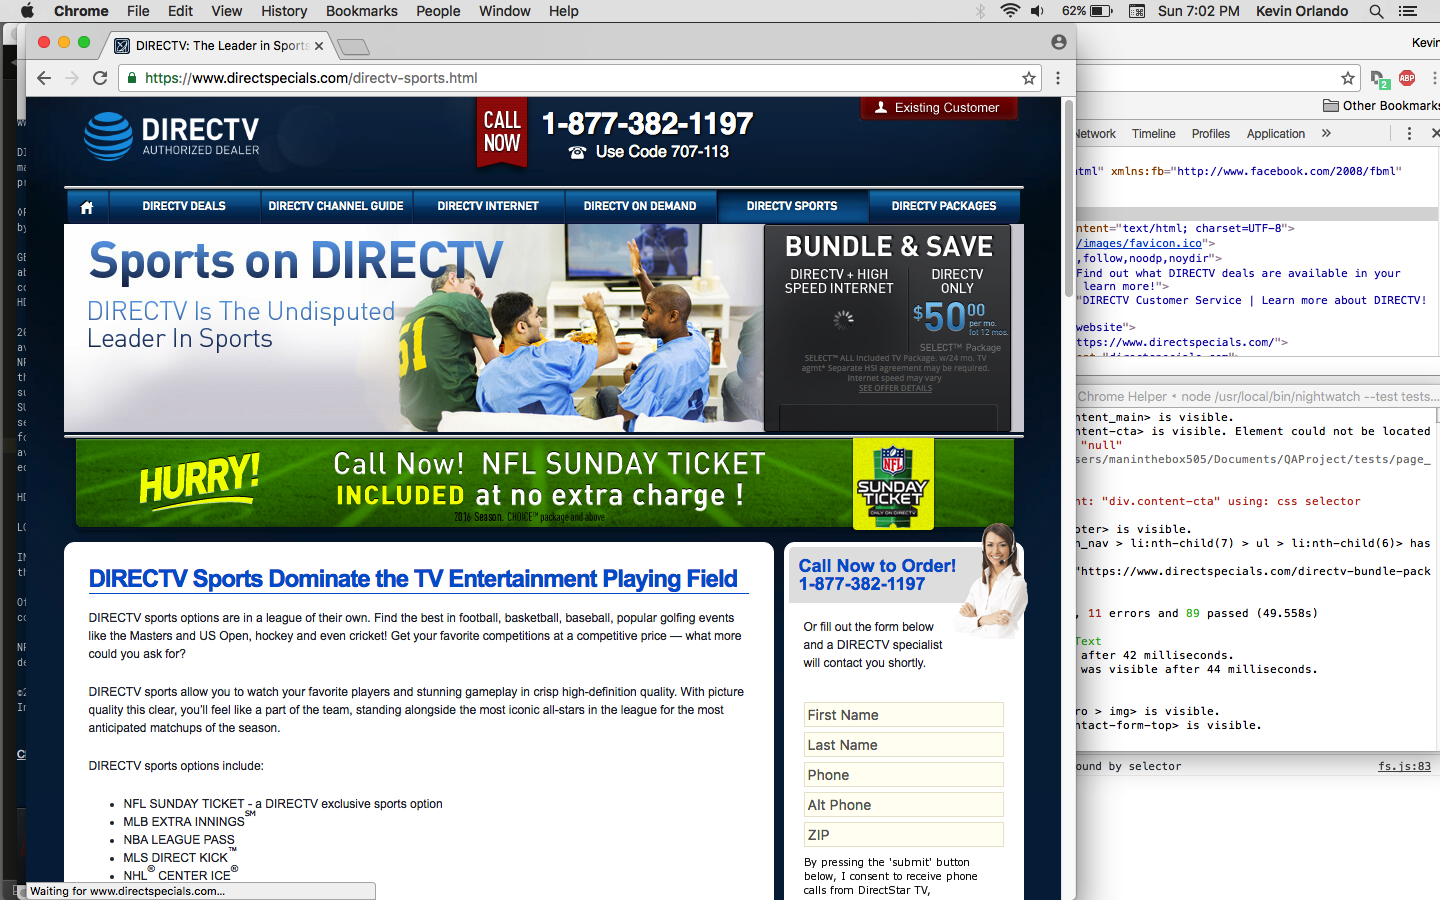 Chrome File Edit View History Bookmarks People Window Help
62% Sun 7:02 PM Kevin Orlando
DIRECTV: The Leader in Sports
https://www.directspecials.com/directv-sports.html
DIRECTV
AUTHORIZED DEALER
CALL
NOW
1-877-382-1197
Use Code 707-113
Existing Customer
DIRECTV DEALS DIRECTV CHANNEL GUIDE DIRECTV INTERNET DIRECTV ON DEMAND DIRECTV SPORTS DIRECTV PACKAGES
Sports on DIRECTV
DIRECTV Is The Undisputed
Leader In Sports
BUNDLE & SAVE
DIRECTV + HIGH
SPEED INTERNET
DIRECTV
ONLY
$50.00
per mo.
fot 12 mos.
SELECT™ Package
SELECT™ ALL Included TV Package. w/24 mo. TV
agmt* Separate HSI agreement may be required.
Internet speed may vary
SEE OFFER DETAILS
HURRY!
Call Now! NFL SUNDAY TICKET
INCLUDED at no extra charge !
2016 Season. CHOICE™ package and above
NFL
SUNDAY
TICKET
ONLY ON DIRECTV
DIRECTV Sports Dominate the TV Entertainment Playing Field
DIRECTV sports options are in a league of their own. Find the best in football, basketball, baseball, popular golfing events
like the Masters and US Open, hockey and even cricket! Get your favorite competitions at a competitive price — what more
could you ask for?
DIRECTV sports allow you to watch your favorite players and stunning gameplay in crisp high-definition quality. With picture
quality this clear, you'll feel like a part of the team, standing alongside the most iconic all-stars in the league for the most
anticipated matchups of the season.
DIRECTV sports options include:
• NFL SUNDAY TICKET - a DIRECTV exclusive sports option
• MLB EXTRA INNINGS℠
• NBA LEAGUE PASS
• MLS DIRECT KICK™
• NHL® CENTER ICE®
Waiting for www.directspecials.com...
Call Now to Order!
1-877-382-1197
Or fill out the form below
and a DIRECTV specialist
will contact you shortly.
First Name
Last Name
Phone
Alt Phone
ZIP
By pressing the 'submit' button
below, I consent to receive phone
calls from DirectStar TV,
Kevin
2
ABP
Other Bookmarks
Network Timeline Profiles Application »
html" xmlns:fb="http://www.facebook.com/2008/fbml"
ntent="text/html; charset=UTF-8">
/images/favicon.ico">
,follow,noodp,noydir">
Find out what DIRECTV deals are available in your
learn more!">
"DIRECTV Customer Service | Learn more about DIRECTV!
website">
ttps://www.directspecials.com/">
Chrome Helper • node /usr/local/bin/nightwatch --test tests...
ntent_main> is visible.
ntent-cta> is visible. Element could not be located
"null"
sers/maninthebox505/Documents/QAProject/tests/page_
nt: "div.content-cta" using: css selector
oter> is visible.
n_nav > li:nth-child(7) > ul > li:nth-child(6)> has
"https://www.directspecials.com/directv-bundle-pack
, 11 errors and 89 passed (49.558s)
Text
after 42 milliseconds.
was visible after 44 milliseconds.
ro > img> is visible.
ntact-form-top> is visible.
ound by selector fs.js:83